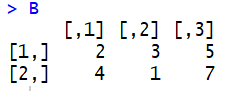 > B
     [,1] [,2] [,3]
[1,]    2    3    5
[2,]    4    1    7